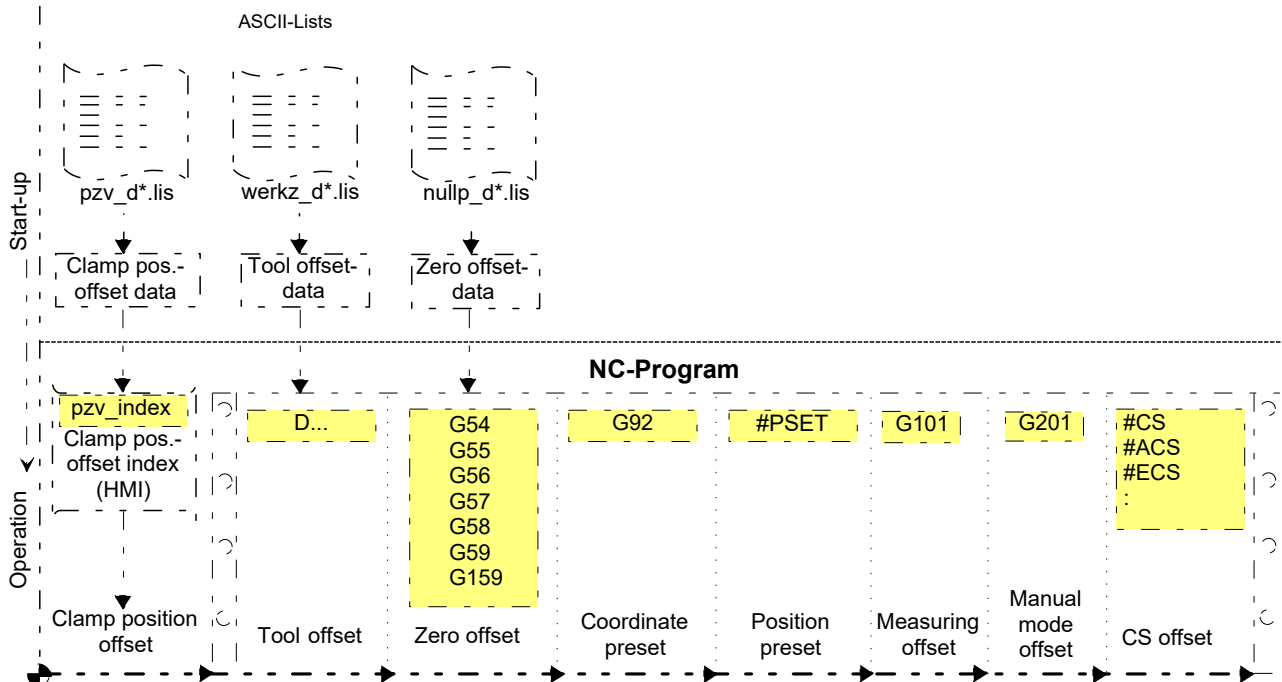 ASCII-Lists
pzv_d*.lis
werkz_d*.lis
nullp_d*.lis
Start-up
Clamp pos.-
offset data
Tool offset-
data
Zero offset-
data
NC-Program
Operation
pzv_index
Clamp pos.-
offset index
(HMI)
D...
G54
G55
G56
G57
G58
G59
G159
G92
#PSET
G101
G201
#CS
#ACS
#ECS
:
Clamp position
offset
Tool offset
Zero offset
Coordinate
preset
Position
preset
Measuring
offset
Manual
mode
offset
CS offset